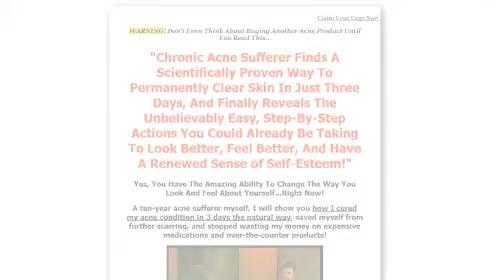 Claim Your Copy Now
WARNING! Don't Even Think About Buying Another Acne Product Until
You Read This...
"Chronic Acne Sufferer Finds A
Scientifically Proven Way To
Permanently Clear Skin In Just Three
Days, And Finally Reveals The
Unbelievably Easy, Step-By-Step
Actions You Could Already Be Taking
To Look Better, Feel Better, And Have
A Renewed Sense of Self-Esteem!"
Yes, You Have The Amazing Ability To Change The Way You
Look And Feel About Yourself...Right Now!
A ten-year acne sufferer myself, I will show you how I cured
my acne condition in 3 days the natural way, saved myself from
further scarring, and stopped wasting my money on expensive
medications and over-the-counter products!